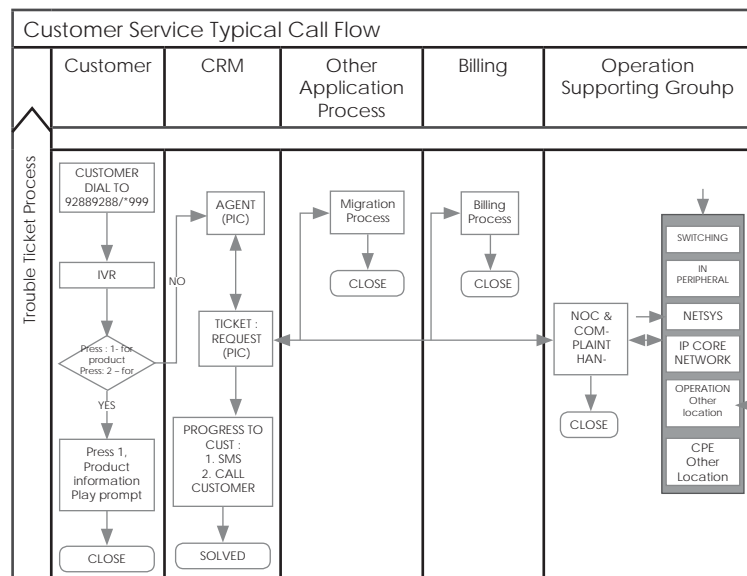 Customer Service Typical Call Flow
Customer
CRM
Other
Application
Process
Billing
Operation
Supporting Grouhp
Trouble Ticket Process
CUSTOMER
DIAL TO
92889288/*999
IVR
NO
Press : 1- for
product
Press: 2 – for
YES
Press 1,
Product
information
Play prompt
CLOSE
AGENT
(PIC)
TICKET :
REQUEST
(PIC)
PROGRESS TO
CUST :
1. SMS
2. CALL
CUSTOMER
SOLVED
Migration
Process
CLOSE
Billing
Process
CLOSE
NOC &
COM-
PLAINT
HAN-
CLOSE
SWITCHING
IN
PERIPHERAL
NETSYS
IP CORE
NETWORK
OPERATION
Other
location
CPE
Other
Location